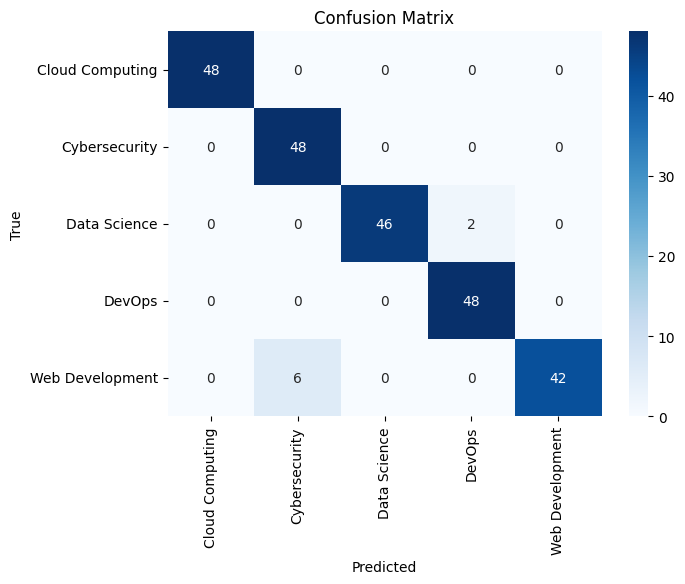 Confusion Matrix
Cloud Computing 48 0 0 0 0
Cybersecurity 0 48 0 0 0
Data Science 0 0 46 2 0
DevOps 0 0 0 48 0
Web Development 0 6 0 0 42
True
Cloud Computing
Cybersecurity
Data Science
DevOps
Web Development
Predicted
40
30
20
10
0